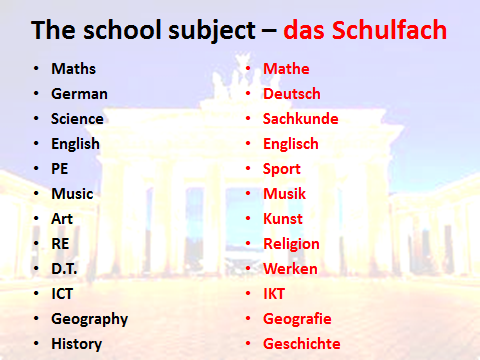 The school subject – das Schulfach
• Maths
• German
• Science
• English
• PE
• Music
• Art
• RE
• D.T.
• ICT
• Geography
• History
• Mathe
• Deutsch
• Sachkunde
• Englisch
• Sport
• Musik
• Kunst
• Religion
• Werken
• IKT
• Geografie
• Geschichte